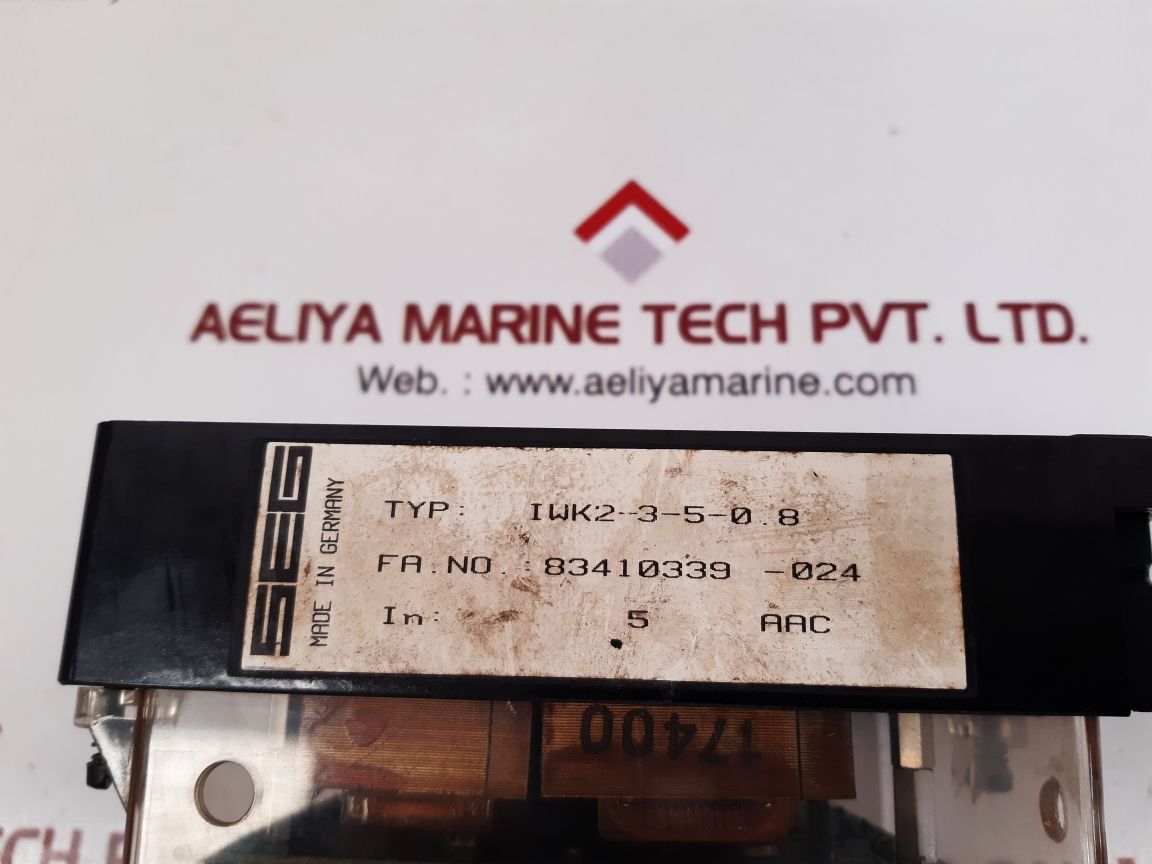 AELIYA MARINE TECH PVT. LTD.
Web. : www.aeliyamarine.com
SEG
MADE IN GERMANY
TYP: IWK2-3-5-0.8
FA.NO.: 83410339 -024
In: 5 AAC
17400
TECH P